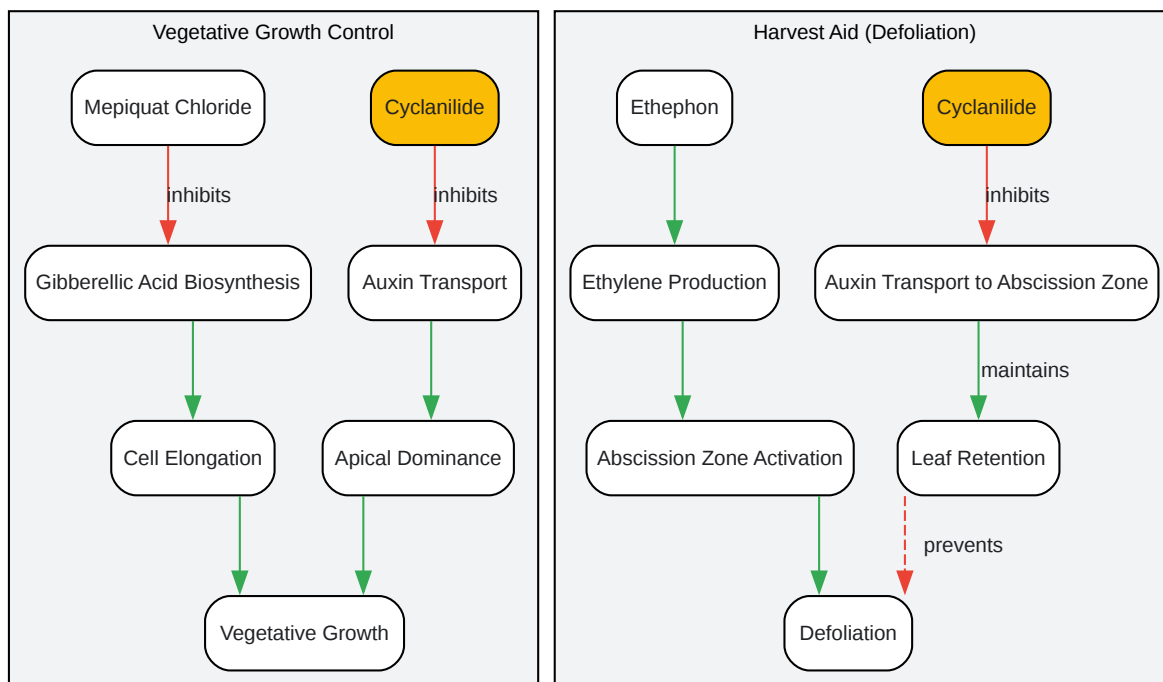 Vegetative Growth Control
Mepiquat Chloride
Cyclanilide
inhibits
inhibits
Gibberellic Acid Biosynthesis
Auxin Transport
Cell Elongation
Apical Dominance
Vegetative Growth
Harvest Aid (Defoliation)
Ethephon
Cyclanilide
inhibits
Ethylene Production
Auxin Transport to Abscission Zone
maintains
Abscission Zone Activation
Leaf Retention
prevents
Defoliation